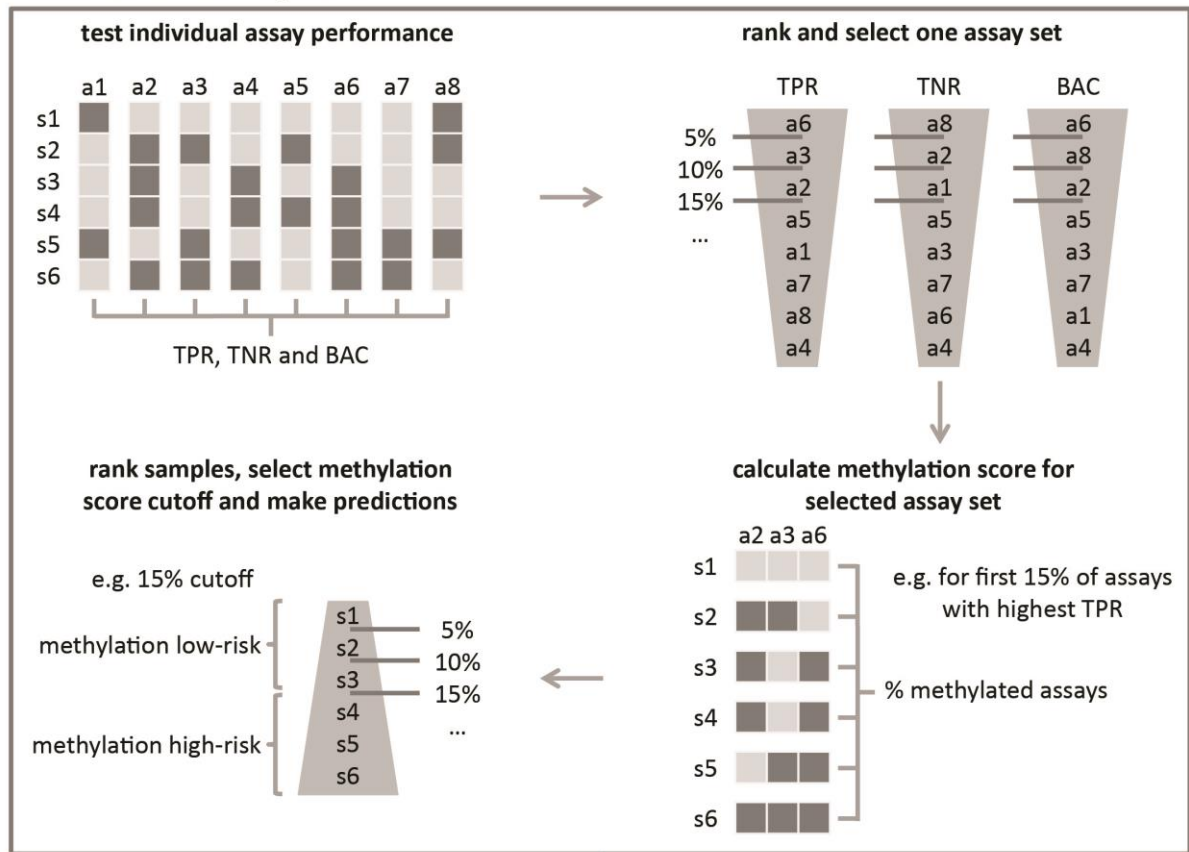 test individual assay performance
a1 a2 a3 a4 a5 a6 a7 a8
s1
s2
s3
s4
s5
s6
TPR, TNR and BAC
rank and select one assay set
TPR TNR BAC
a6 a8 a6
5%
a3 a2 a8
10%
a2 a1 a2
15%
a5 a5 a5
...
a1 a3 a3
a7 a7 a7
a8 a6 a1
a4 a4 a4
calculate methylation score for
selected assay set
a2 a3 a6
s1
s2
s3
s4
s5
s6
e.g. for first 15% of assays
with highest TPR
% methylated assays
rank samples, select methylation
score cutoff and make predictions
e.g. 15% cutoff
methylation low-risk
methylation high-risk
s1
5%
s2
10%
s3
15%
s4
...
s5
s6